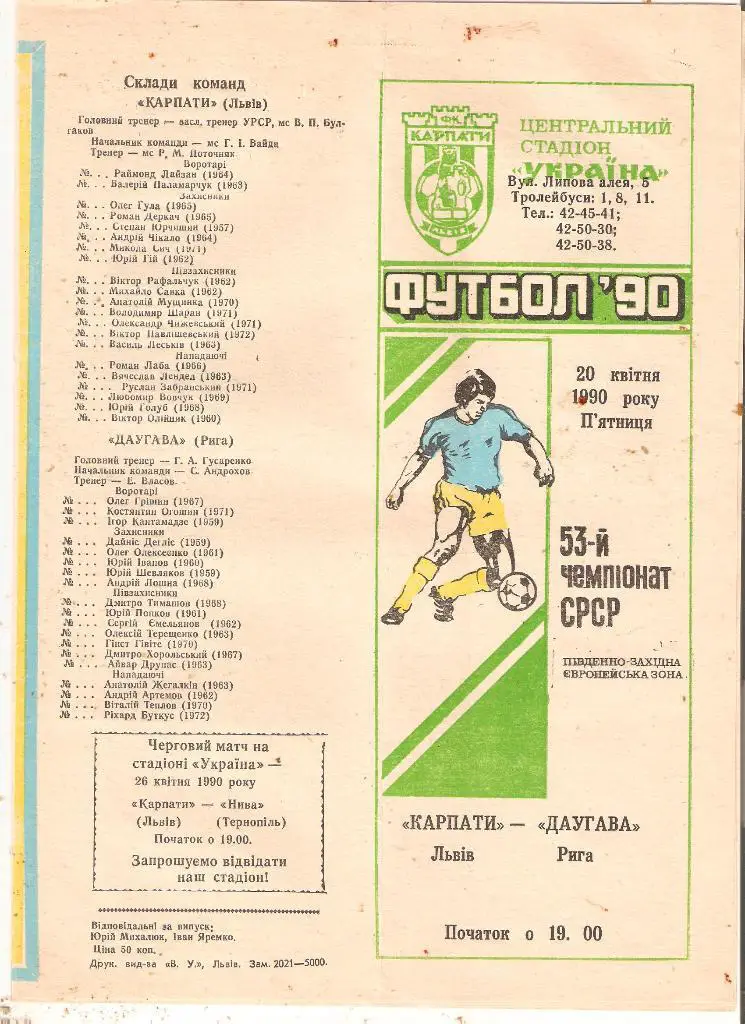 Склади команд
«КАРПАТИ» (Львів)
Головний тренер — засл. тренер УРСР, мс В. П. Бул-
гаков
Начальник команди — мс Г. І. Вайда
Тренер — мс Р. М. Поточняк
Воротарі
№. . . Раймонд Лайзан (1964)
№. . . Валерій Паламарчук (1963)
Захисники
№. . . Олег Гула (1965)
№. . . Роман Деркач (1965)
№. . . Степан Юрчишин (1957)
№. . . Андрій Чікало (1964)
№. . . Микола Сич (1971)
№. . . Юрій Гій (1962)
Півзахисники
№. . . Віктор Рафальчук (1962)
№. . . Михайло Савка (1962)
№. . . Анатолій Мущинка (1970)
№. . . Володимир Шаран (1971)
№. . . Олександр Чижевський (1971)
№. . . Віктор Павлішевський (1972)
№. . . Василь Леськів (1963)
Нападаючі
№. . . Роман Лаба (1966)
№. . . Вячеслав Лендел (1963)
№. . . Руслан Забранський (1971)
№. . . Любомир Вовчук (1969)
№. . . Юрій Голуб (1968)
№. . . Віктор Олійник (1960)
«ДАУГАВА» (Рига)
Головний тренер — Г. А. Гусаренко
Начальник команди — С. Андрохов
Тренер — Е. Власов.
Воротарі
№ . . . Олег Грішин (1967)
№ . . . Костянтин Огошин (1971)
№ . . . Ігор Кантамадзе (1959)
Захисники
№ . . . Дайніс Дегліс (1959)
№ . . . Олег Олексеєнко (1961)
№ . . . Юрій Іванов (1960)
№ . . . Юрій Шевляков (1959)
№ . . . Андрій Лошна (1968)
Півзахисники
№. . . Дмитро Тимашов (1968)
№ . . . Юрій Попков (1961)
№ . . . Сергій Ємельянов (1962)
№ . . . Олексій Терещенко (1963)
№ . . . Гінст Гівіте (1970)
№ . . . Дмитро Хорольський (1967)
№ . . . Айвар Друпас (1963)
Нападаючі
№ . . . Анатолій Жегалкін (1963)
№ . . . Андрій Артемов (1962)
№ . . . Віталій Теплов (1970)
№ . . . Ріхард Буткус (1972)
Черговий матч на
стадіоні «Україна» —
26 квітня 1990 року
«Карпати» — «Нива»
(Львів) (Тернопіль)
Початок о 19.00.
Запрошуємо відвідати
наш стадіон!
Відповідальні за випуск:
Юрій Михалюн, Іван Яремко.
Ціна 50 коп.
Друк. вид-ва «В. У.», Львів. Зам. 2021—5000.
ФК
КАРПАТИ
ЛЬВІВ
ЦЕНТРАЛЬНИЙ
СТАДІОН
«УКРАЇНА»
Вул. Липова алея, 5
Тролейбуси: 1, 8, 11.
Тел.: 42-45-41;
42-50-30;
42-50-38.
ФУТБОЛ '90
20 квітня
1990 року
П'ятниця
53-й
чемпіонат
СРСР
ПІВДЕННО-ЗАХІДНА
ЄВРОПЕЙСЬКА ЗОНА
«КАРПАТИ» — «ДАУГАВА»
Львів Рига
Початок о 19. 00